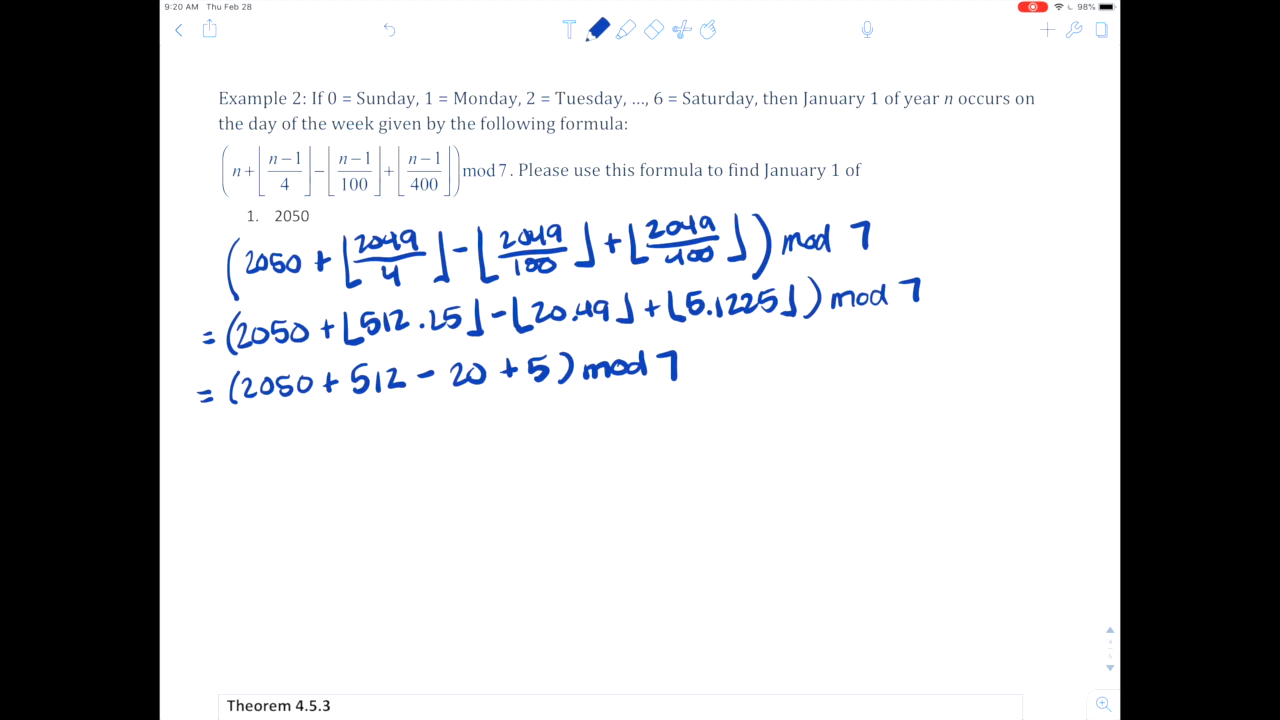 9:20 AM Thu Feb 28
98%
T
Example 2: If 0 = Sunday, 1 = Monday, 2 = Tuesday, ..., 6 = Saturday, then January 1 of year n occurs on
the day of the week given by the following formula:
(n + ⌊(n−1)/4⌋ − ⌊(n−1)/100⌋ + ⌊(n−1)/400⌋) mod 7. Please use this formula to find January 1 of
1. 2050
(2050 + ⌊2049/4⌋ − ⌊2049/100⌋ + ⌊2049/400⌋) mod 7
= (2050 + ⌊512.25⌋ − ⌊20.49⌋ + ⌊5.1225⌋) mod 7
= (2050 + 512 − 20 + 5) mod 7
Theorem 4.5.3